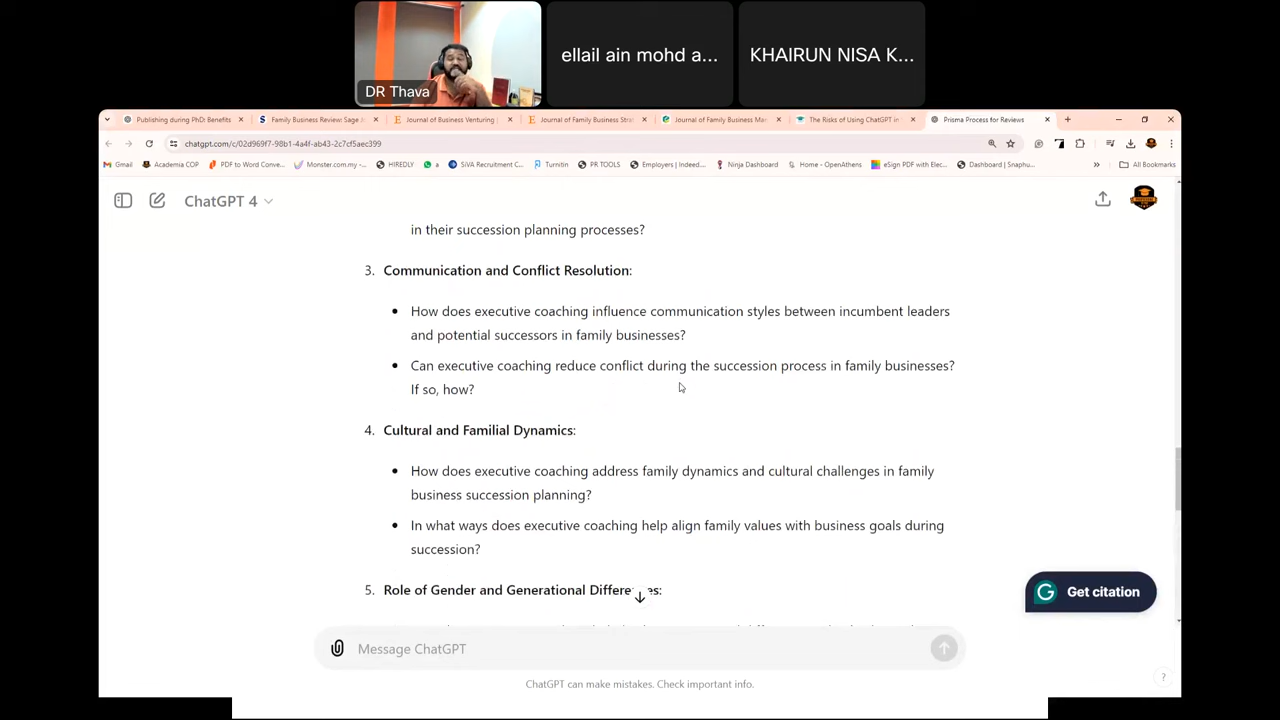 DR Thava
ellail ain mohd a...
KHAIRUN NISA K...
Publishing during PhD: Benefits
Family Business Review: Sage J
Journal of Business Venturing |
Journal of Family Business Stra
Journal of Family Business Ma
The Risks of Using ChatGPT in
Prisma Process for Reviews
chatgpt.com/c/02d969f7-98b1-4a4f-ab43-2c7cf5aec399
Gmail
Academia COP
PDF to Word Conve...
Monster.com.my -...
HIREDLY
a
SiVA Recruitment C...
Turnitin
PR TOOLS
Employers | Indeed...
Ninja Dashboard
Home - OpenAthens
eSign PDF with Elec...
Dashboard | Snaphu...
All Bookmarks
ChatGPT 4
in their succession planning processes?
3. Communication and Conflict Resolution:
• How does executive coaching influence communication styles between incumbent leaders
and potential successors in family businesses?
• Can executive coaching reduce conflict during the succession process in family businesses?
If so, how?
4. Cultural and Familial Dynamics:
• How does executive coaching address family dynamics and cultural challenges in family
business succession planning?
• In what ways does executive coaching help align family values with business goals during
succession?
5. Role of Gender and Generational Differences:
Get citation
Message ChatGPT
ChatGPT can make mistakes. Check important info.
?